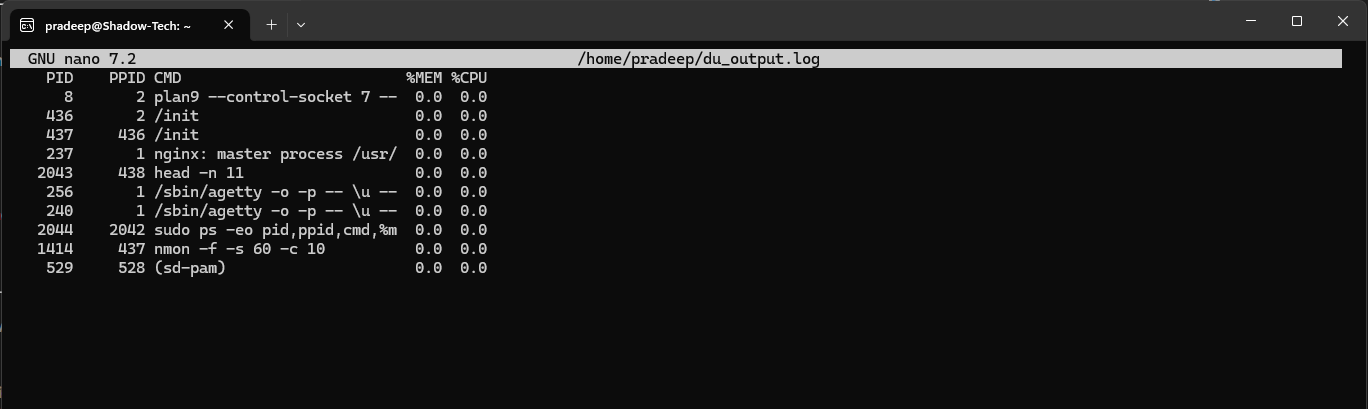 pradeep@Shadow-Tech: ~
GNU nano 7.2 /home/pradeep/du_output.log
PID PPID CMD %MEM %CPU
8 2 plan9 --control-socket 7 -- 0.0 0.0
436 2 /init 0.0 0.0
437 436 /init 0.0 0.0
237 1 nginx: master process /usr/ 0.0 0.0
2043 438 head -n 11 0.0 0.0
256 1 /sbin/agetty -o -p -- \u -- 0.0 0.0
240 1 /sbin/agetty -o -p -- \u -- 0.0 0.0
2044 2042 sudo ps -eo pid,ppid,cmd,%m 0.0 0.0
1414 437 nmon -f -s 60 -c 10 0.0 0.0
529 528 (sd-pam) 0.0 0.0